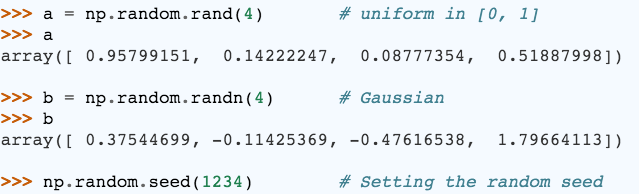 >>> a = np.random.rand(4)       # uniform in [0, 1]
>>> a
array([ 0.95799151,  0.14222247,  0.08777354,  0.51887998])
>>> b = np.random.randn(4)      # Gaussian
>>> b
array([ 0.37544699, -0.11425369, -0.47616538,  1.79664113])
>>> np.random.seed(1234)        # Setting the random seed